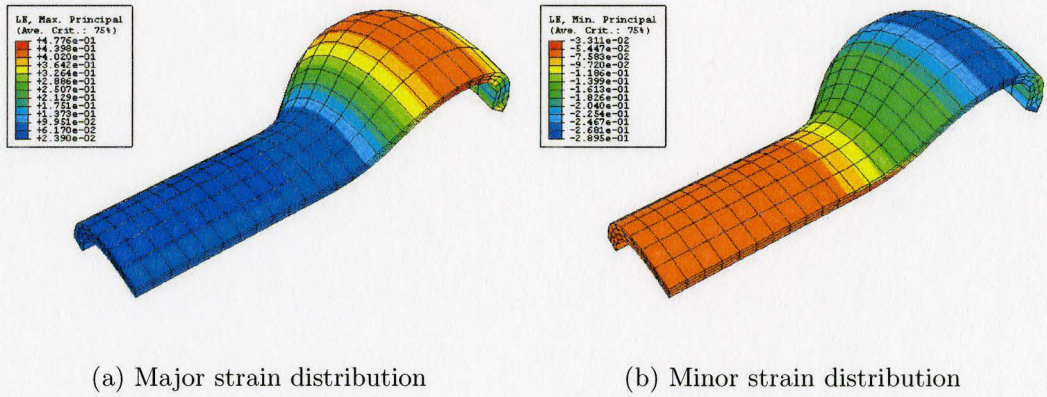 LE, Max. Principal
(Ave. Crit.: 75%)
+4.776e-01
+4.398e-01
+4.020e-01
+3.642e-01
+3.264e-01
+2.886e-01
+2.507e-01
+2.129e-01
+1.751e-01
+1.373e-01
+9.951e-02
+6.170e-02
+2.390e-02
LE, Min. Principal
(Ave. Crit.: 75%)
-3.311e-02
-5.447e-02
-7.583e-02
-9.720e-02
-1.186e-01
-1.399e-01
-1.613e-01
-1.826e-01
-2.040e-01
-2.254e-01
-2.467e-01
-2.681e-01
-2.895e-01
(a) Major strain distribution
(b) Minor strain distribution